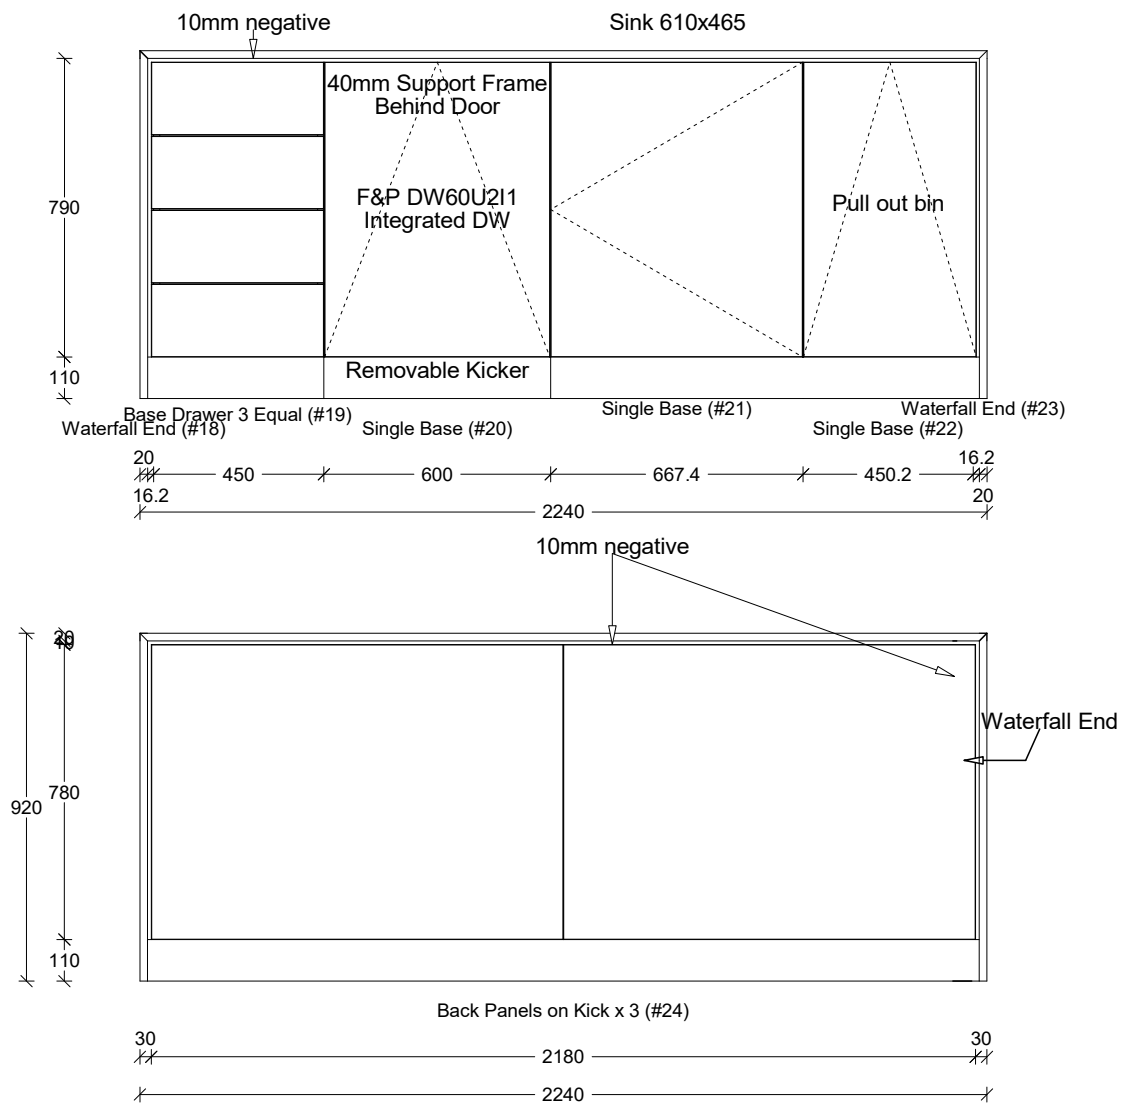 10mm negative
Sink 610x465
40mm Support Frame
Behind Door
790
F&P DW60U2I1
Integrated DW
Pull out bin
110
Removable Kicker
Base Drawer 3 Equal (#19)
Single Base (#21)
Waterfall End (#23)
Waterfall End (#18)
Single Base (#20)
Single Base (#22)
20
16.2
450
600
667.4
450.2
16.2
20
2240
10mm negative
20
Waterfall End
780
920
110
Back Panels on Kick x 3 (#24)
30
2180
30
2240